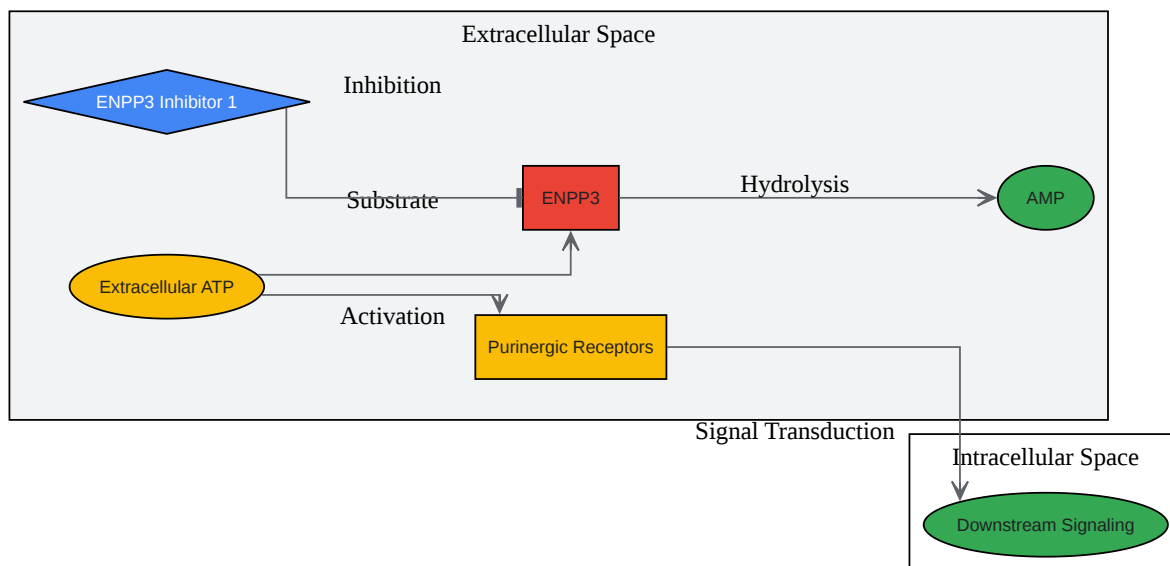 Extracellular Space
Inhibition
ENPP3 Inhibitor 1
Substrate
ENPP3
Hydrolysis
AMP
Extracellular ATP
Activation
Purinergic Receptors
Signal Transduction
Intracellular Space
Downstream Signaling